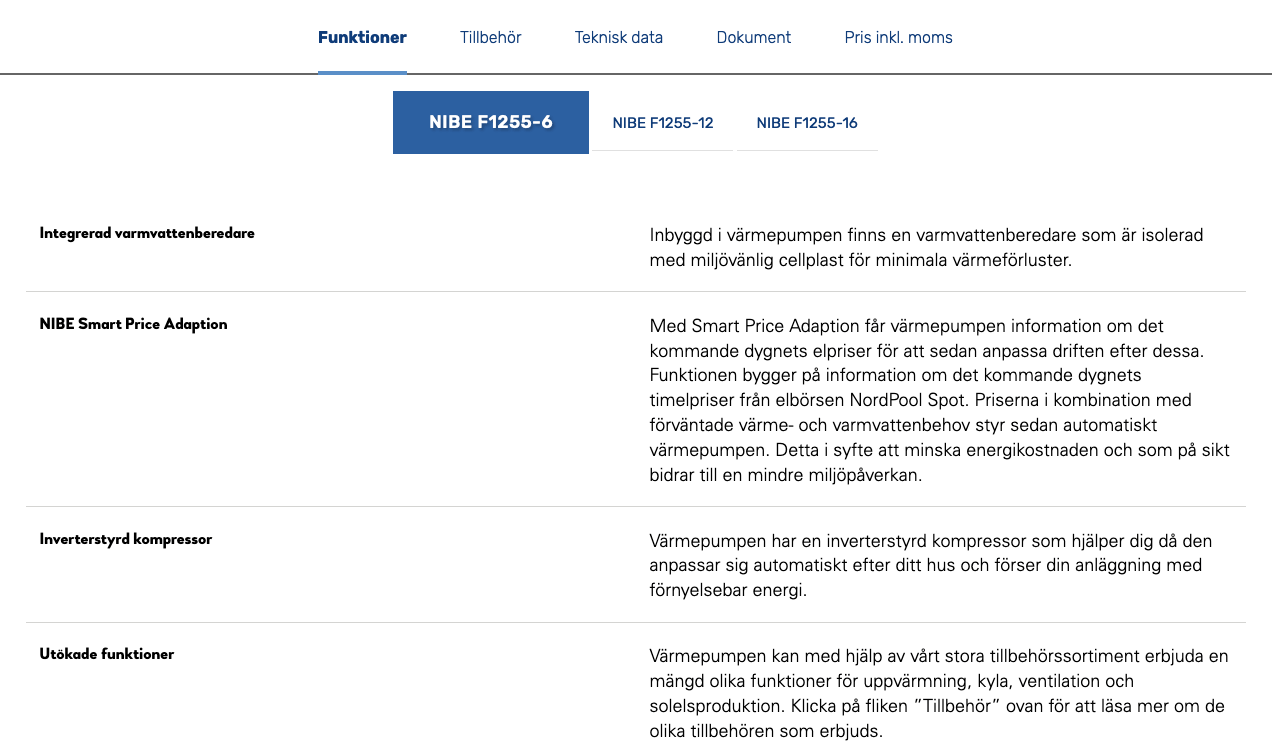 Funktioner Tillbehör Teknisk data Dokument Pris inkl. moms
NIBE F1255-6 NIBE F1255-12 NIBE F1255-16
Integrerad varmvattenberedare
Inbyggd i värmepumpen finns en varmvattenberedare som är isolerad
med miljövänlig cellplast för minimala värmeförluster.
NIBE Smart Price Adaption
Med Smart Price Adaption får värmepumpen information om det
kommande dygnets elpriser för att sedan anpassa driften efter dessa.
Funktionen bygger på information om det kommande dygnets
timelpriser från elbörsen NordPool Spot. Priserna i kombination med
förväntade värme- och varmvattenbehov styr sedan automatiskt
värmepumpen. Detta i syfte att minska energikostnaden och som på sikt
bidrar till en mindre miljöpåverkan.
Inverterstyrd kompressor
Värmepumpen har en inverterstyrd kompressor som hjälper dig då den
anpassar sig automatiskt efter ditt hus och förser din anläggning med
förnyelsebar energi.
Utökade funktioner
Värmepumpen kan med hjälp av vårt stora tillbehörssortiment erbjuda en
mängd olika funktioner för uppvärmning, kyla, ventilation och
solelsproduktion. Klicka på fliken ”Tillbehör” ovan för att läsa mer om de
olika tillbehören som erbjuds.